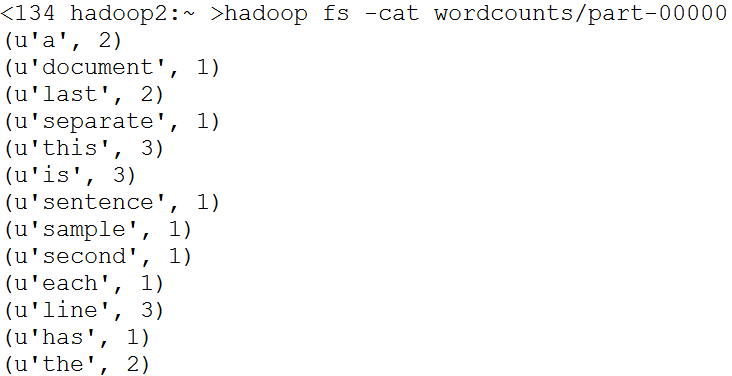 <134 hadoop2:~ >hadoop fs -cat wordcounts/part-00000
(u'a', 2)
(u'document', 1)
(u'last', 2)
(u'separate', 1)
(u'this', 3)
(u'is', 3)
(u'sentence', 1)
(u'sample', 1)
(u'second', 1)
(u'each', 1)
(u'line', 3)
(u'has', 1)
(u'the', 2)